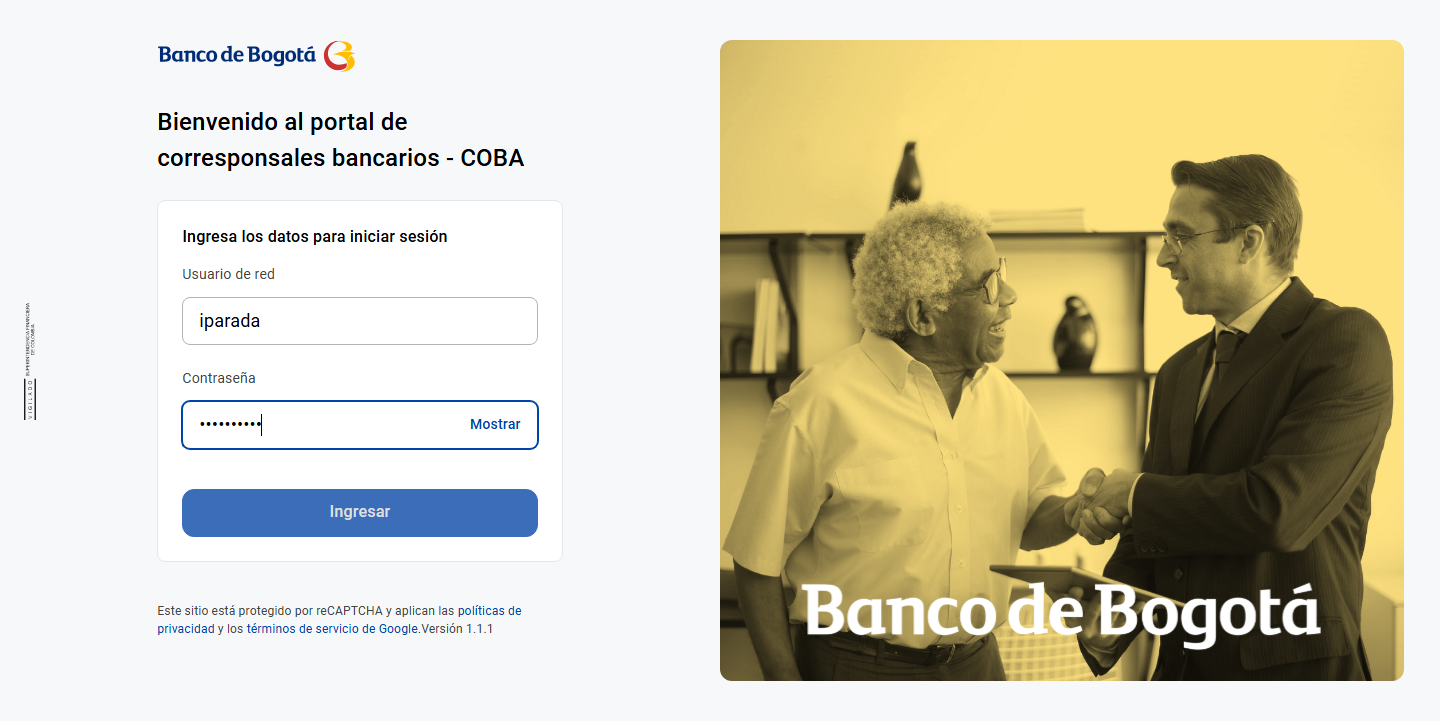 Banco de Bogotá
Bienvenido al portal de
corresponsales bancarios - COBA
Ingresa los datos para iniciar sesión
Usuario de red
iparada
Contraseña
••••••••••
Mostrar
Ingresar
Este sitio está protegido por reCAPTCHA y aplican las políticas de
privacidad y los términos de servicio de Google.Versión 1.1.1
VIGILADO
SUPERINTENDENCIA FINANCIERA
DE COLOMBIA
Banco de Bogotá